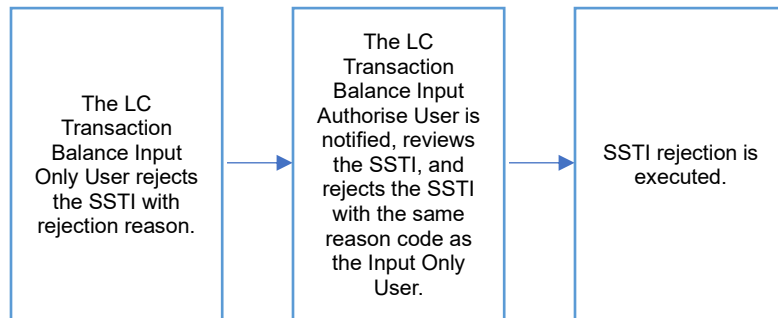 The LC
Transaction
Balance Input
Only User rejects
the SSTI with
rejection reason.
The LC
Transaction
Balance Input
Authorise User is
notified, reviews
the SSTI, and
rejects the SSTI
with the same
reason code as
the Input Only
User.
SSTI rejection is
executed.